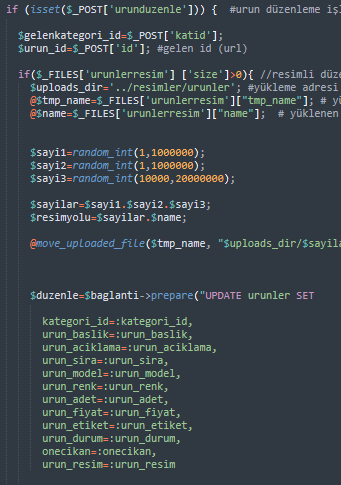 if (isset($_POST['urunduzenle'])) {  #urun düzenleme işl
$gelenkategori_id=$_POST['katid'];
$urun_id=$_POST['id']; #gelen id (url)
if($_FILES['urunlerresim'] ['size']>0){ //resimli düze
$uploads_dir='../resimler/urunler'; #yükleme adresi
@$tmp_name=$_FILES['urunlerresim']["tmp_name"]; # yü
@$name=$_FILES['urunlerresim']["name"];  # yüklenen
$sayi1=random_int(1,1000000);
$sayi2=random_int(1,1000000);
$sayi3=random_int(10000,20000000);
$sayilar=$sayi1.$sayi2.$sayi3;
$resimyolu=$sayilar.$name;
@move_uploaded_file($tmp_name, "$uploads_dir/$sayila
$duzenle=$baglanti->prepare("UPDATE urunler SET
kategori_id=:kategori_id,
urun_baslik=:urun_baslik,
urun_aciklama=:urun_aciklama,
urun_sira=:urun_sira,
urun_model=:urun_model,
urun_renk=:urun_renk,
urun_adet=:urun_adet,
urun_fiyat=:urun_fiyat,
urun_etiket=:urun_etiket,
urun_durum=:urun_durum,
onecikan=:onecikan,
urun_resim=:urun_resim